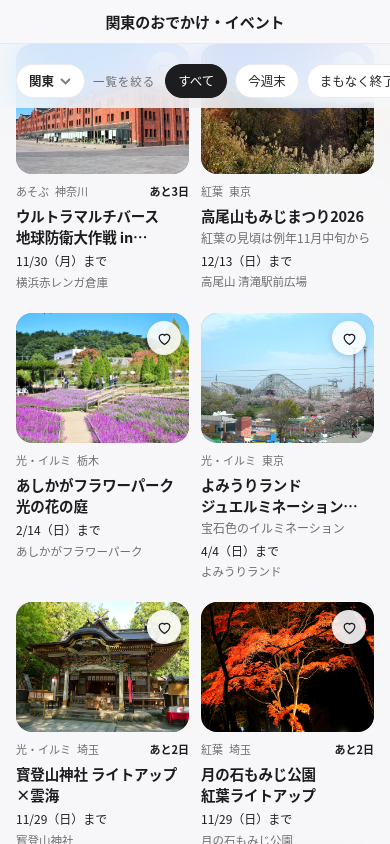 関東のおでかけ・イベント
関東
一覧を絞る
すべて
今週末
まもなく終了
あそぶ 神奈川
あと3日
ウルトラマルチバース
地球防衛大作戦 in…
11/30（月）まで
横浜赤レンガ倉庫
紅葉 東京
高尾山もみじまつり2026
紅葉の見頃は例年11月中旬から
12/13（日）まで
高尾山 清滝駅前広場
光・イルミ 栃木
あしかがフラワーパーク
光の花の庭
2/14（日）まで
あしかがフラワーパーク
光・イルミ 東京
よみうりランド
ジュエルミネーション…
宝石色のイルミネーション
4/4（日）まで
よみうりランド
光・イルミ 埼玉
あと2日
寳登山神社 ライトアップ
×雲海
11/29（日）まで
寳登山神社
紅葉 埼玉
あと2日
月の石もみじ公園
紅葉ライトアップ
11/29（日）まで
月の石もみじ公園